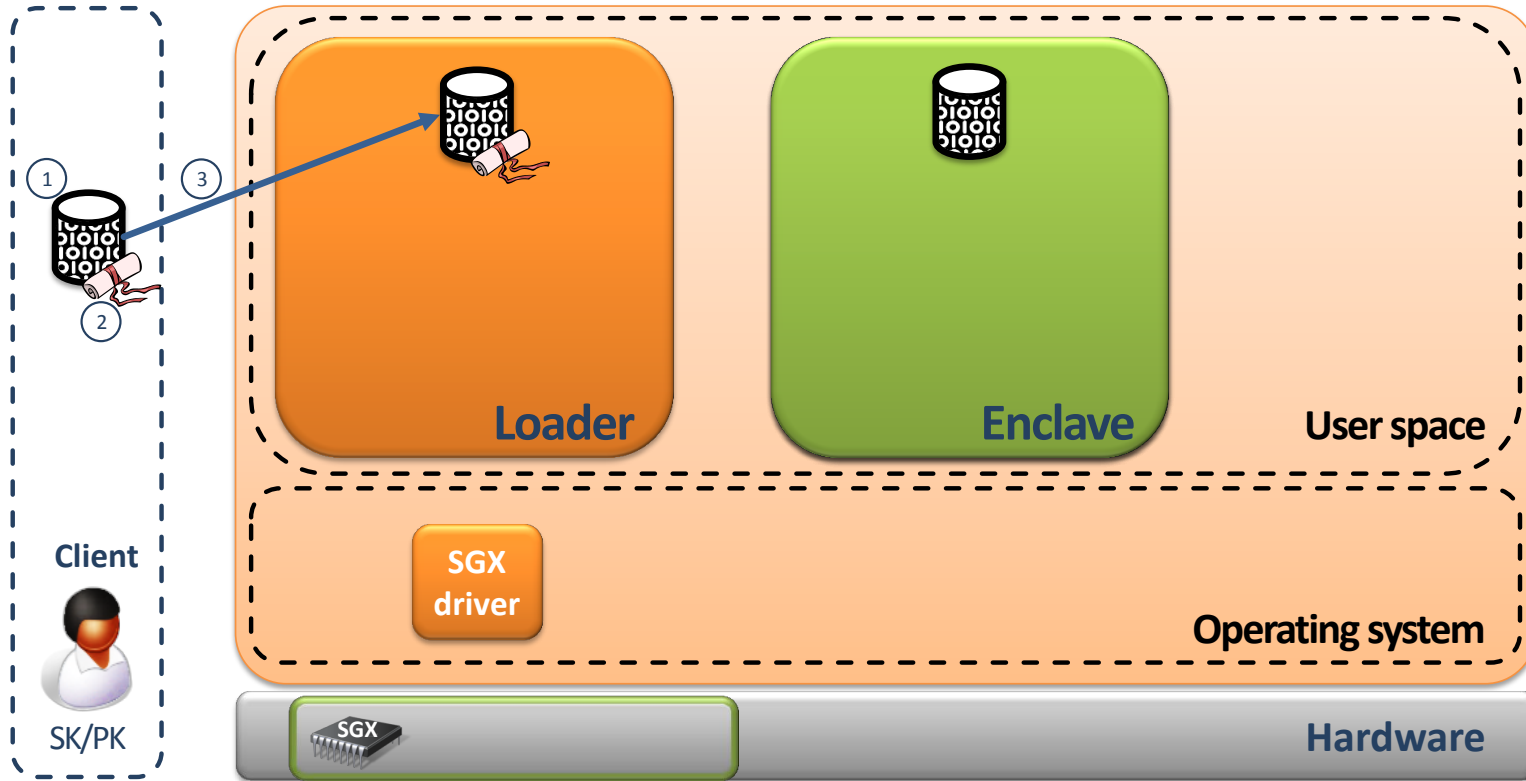 1
3
2
Loader
Enclave
User space
Client
SGX
driver
Operating system
SK/PK
SGX
Hardware